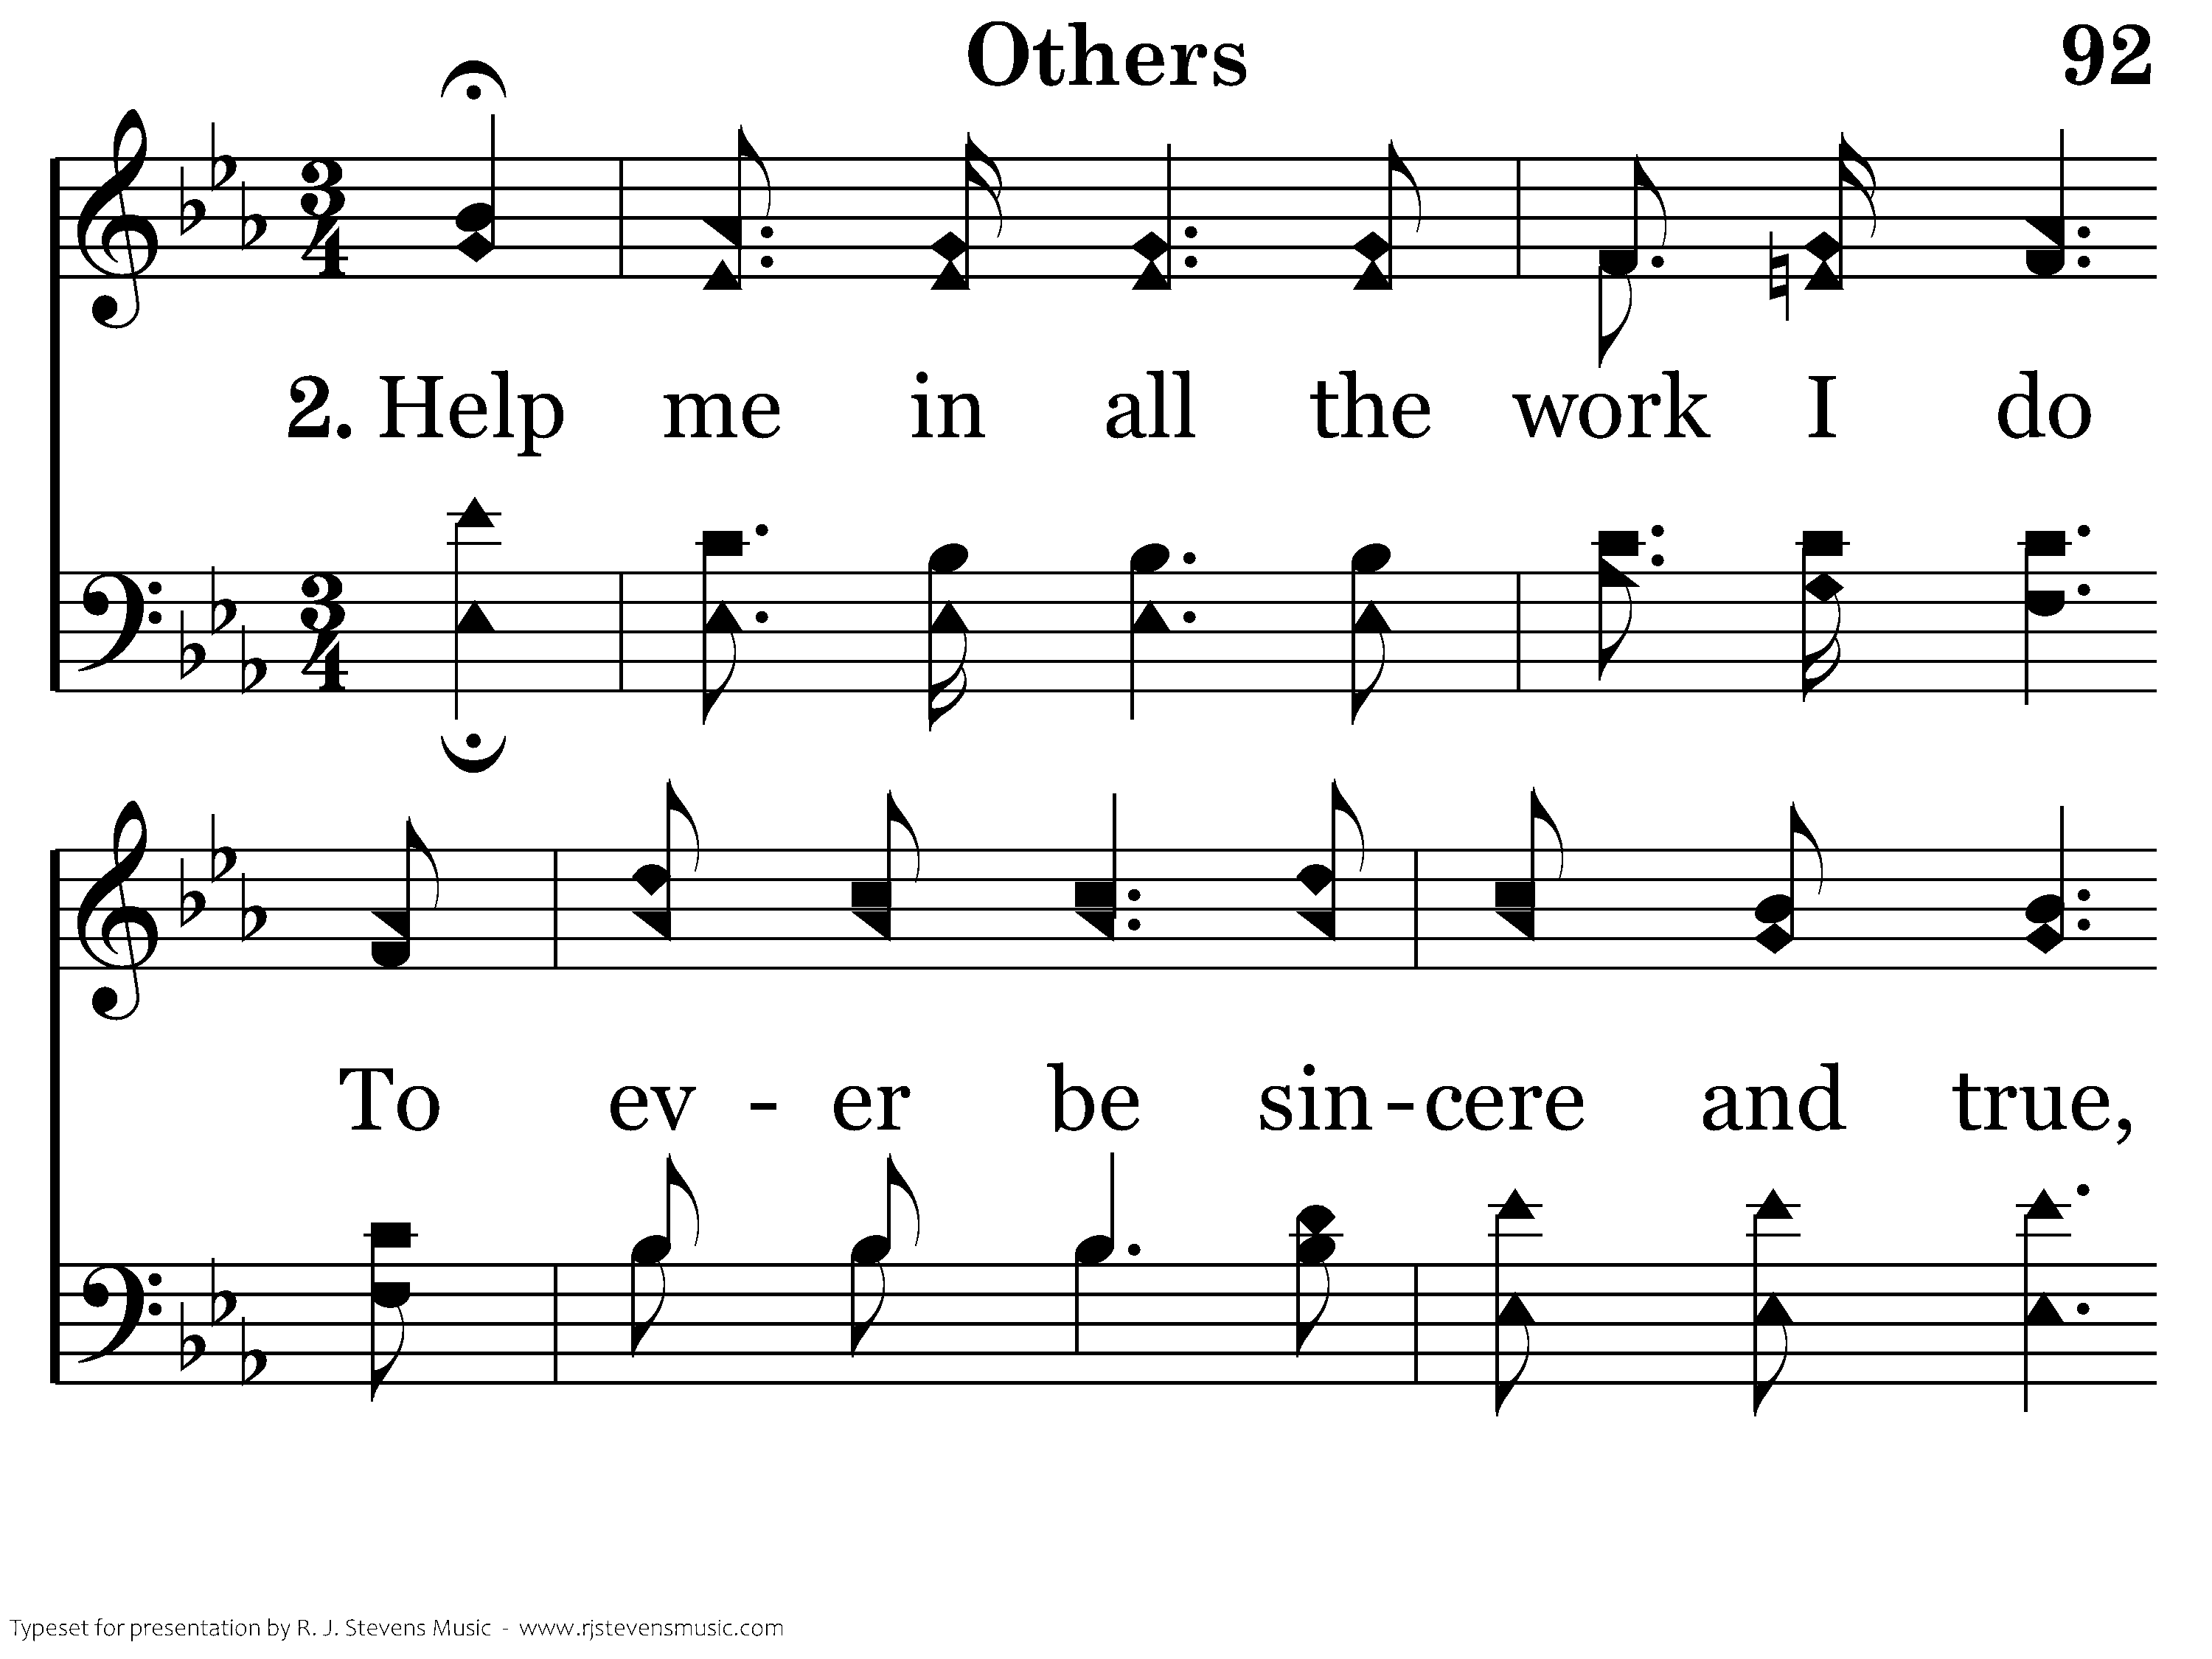 Others 92
2. Help me in all the work I do
To ev - er be sin - cere and true,
Typeset for presentation by R. J. Stevens Music - www.rjstevensmusic.com